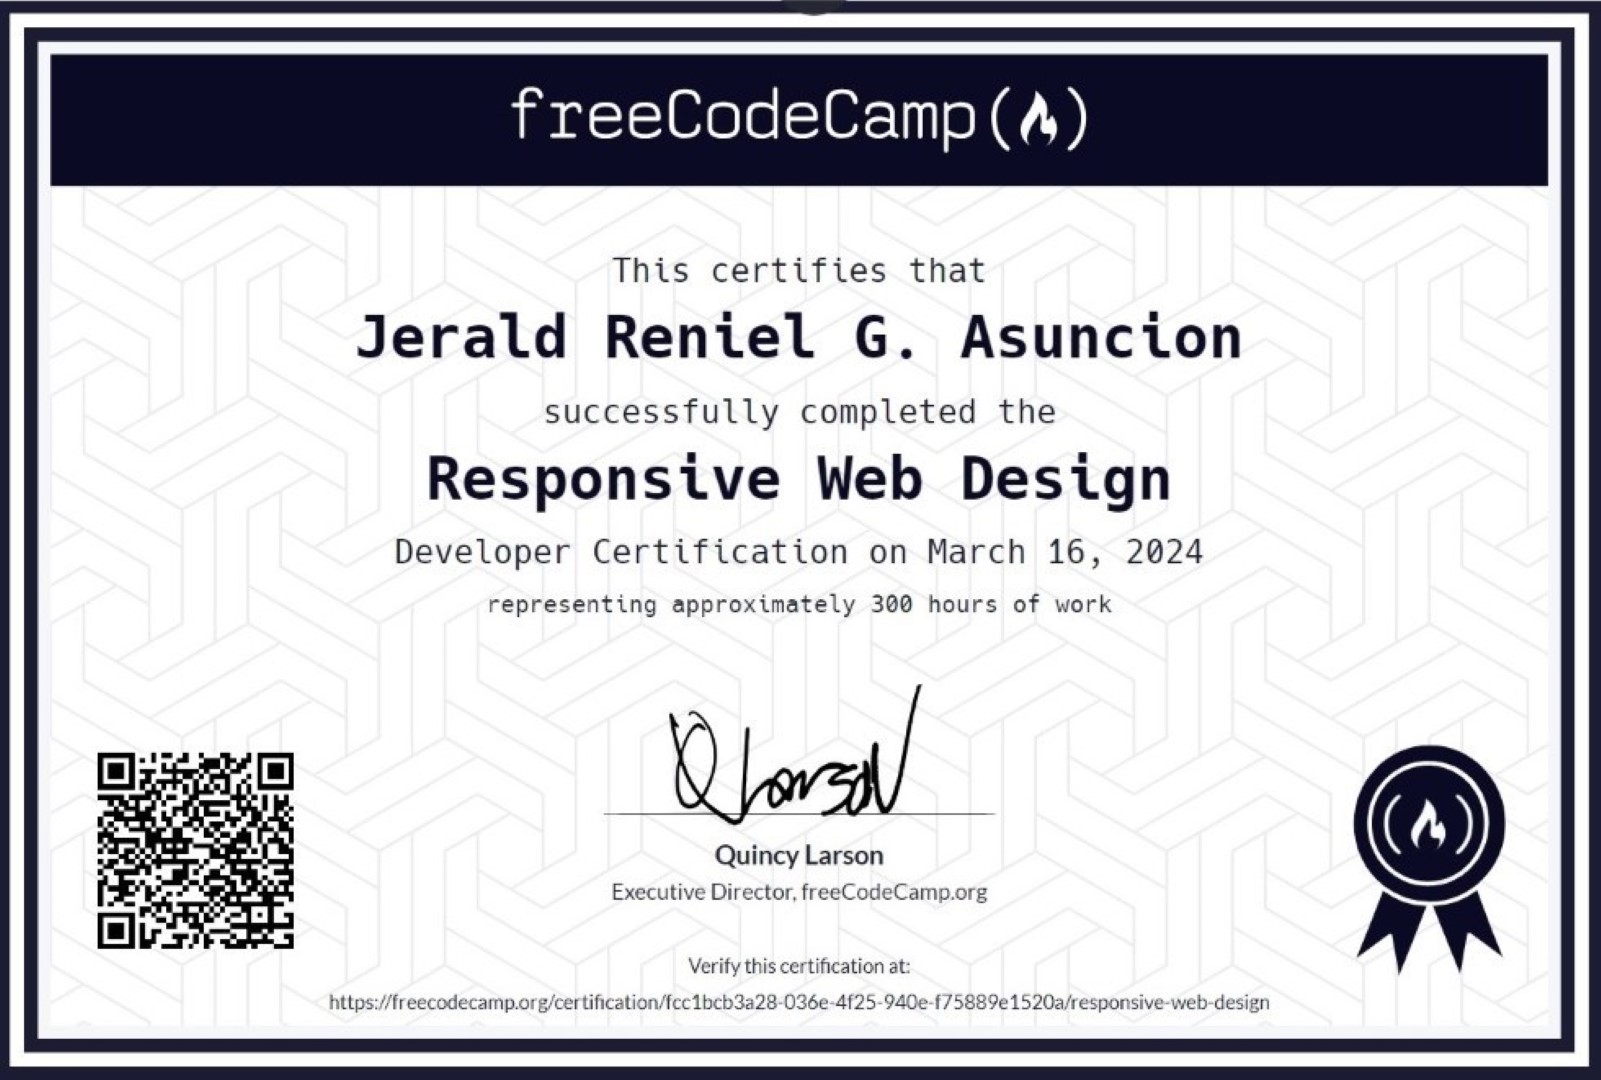 freeCodeCamp
This certifies that
Jerald Reniel G. Asuncion
successfully completed the
Responsive Web Design
Developer Certification on March 16, 2024
representing approximately 300 hours of work
Q Larson
Quincy Larson
Executive Director, freeCodeCamp.org
Verify this certification at:
https://freecodecamp.org/certification/fcc1bcb3a28-036e-4f25-940e-f75889e1520a/responsive-web-design